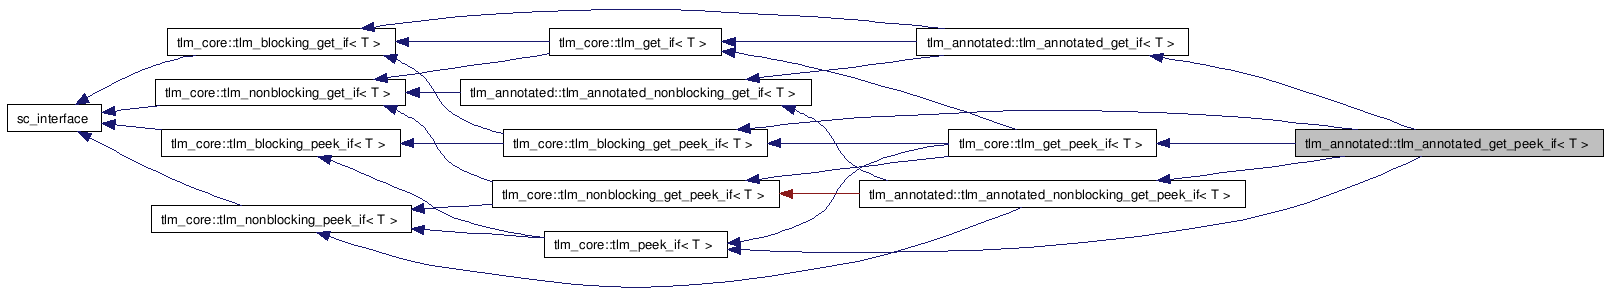 tlm_core::tlm_blocking_get_if< T >
tlm_core::tlm_get_if< T >
tlm_annotated::tlm_annotated_get_if< T >
tlm_core::tlm_nonblocking_get_if< T >
tlm_annotated::tlm_annotated_nonblocking_get_if< T >
sc_interface
tlm_core::tlm_blocking_peek_if< T >
tlm_core::tlm_blocking_get_peek_if< T >
tlm_core::tlm_get_peek_if< T >
tlm_annotated::tlm_annotated_get_peek_if< T >
tlm_core::tlm_nonblocking_get_peek_if< T >
tlm_annotated::tlm_annotated_nonblocking_get_peek_if< T >
tlm_core::tlm_nonblocking_peek_if< T >
tlm_core::tlm_peek_if< T >